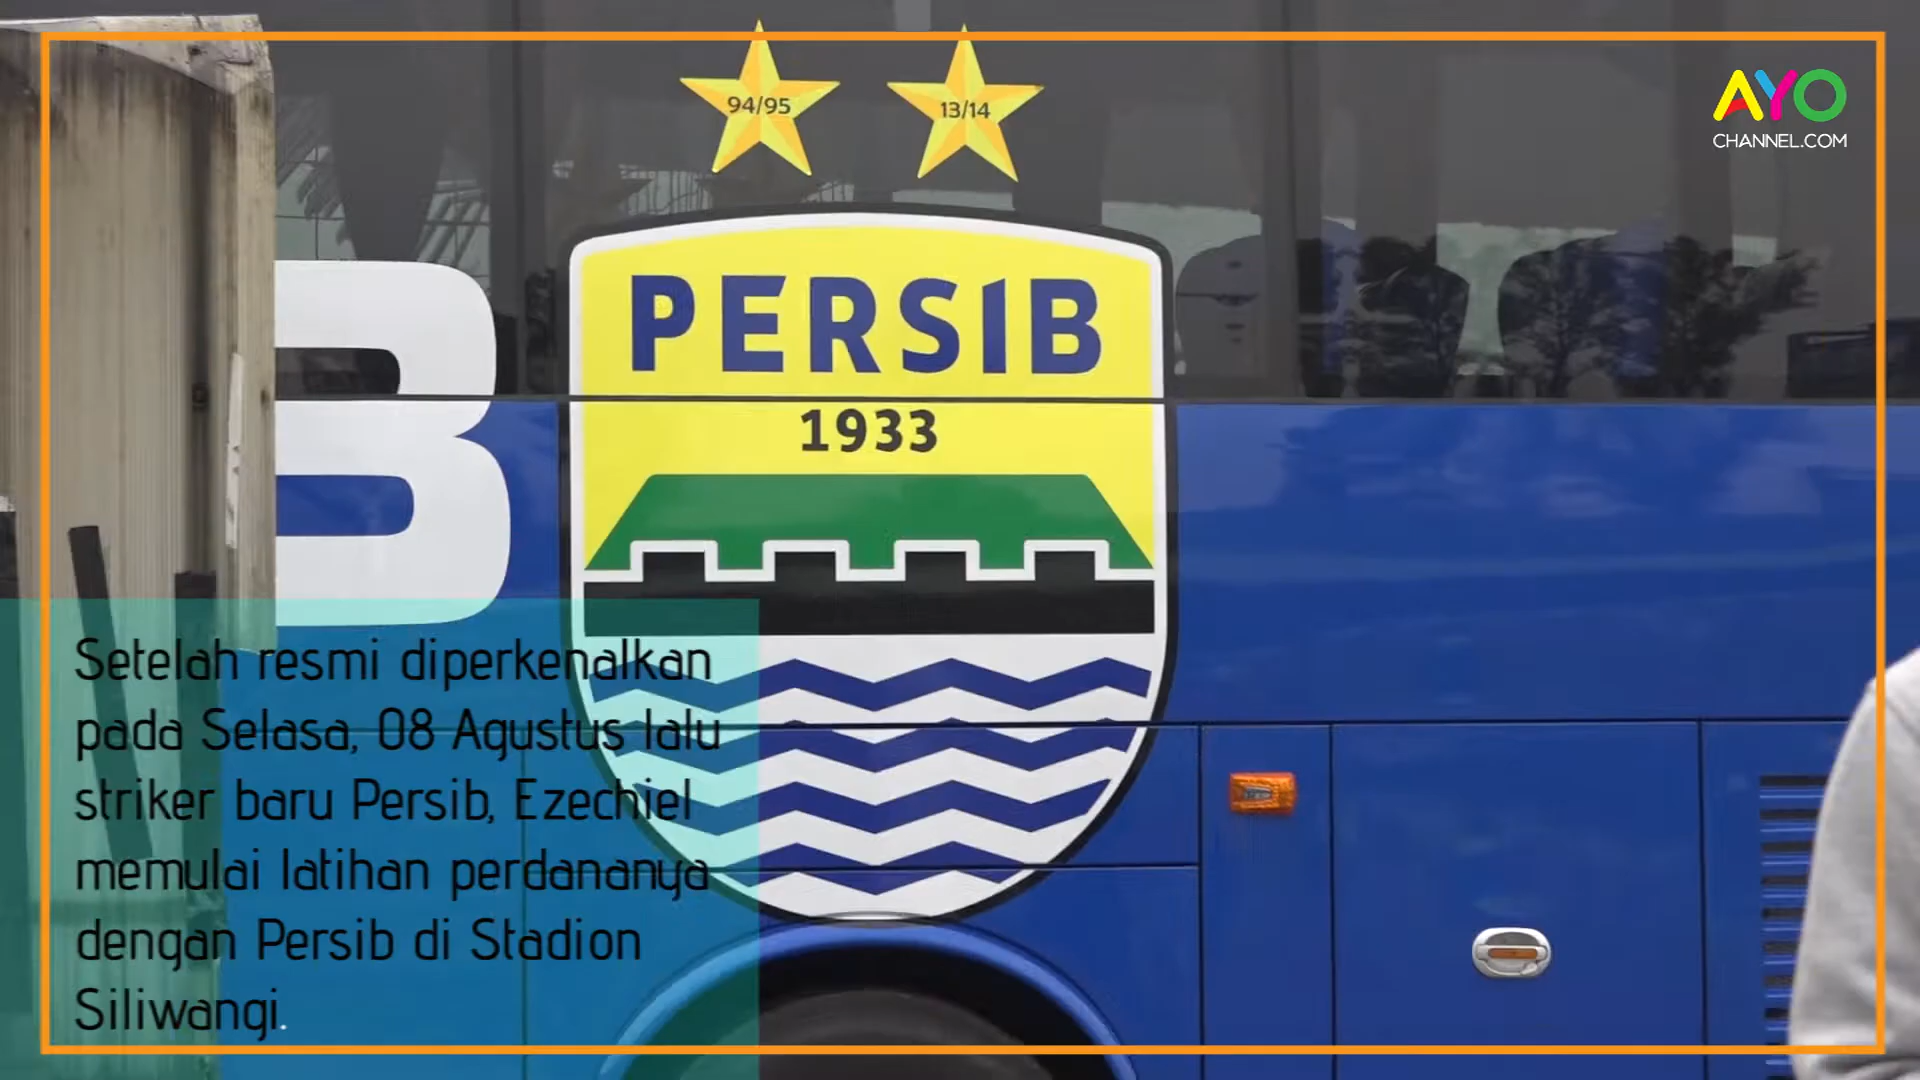 94/95
13/14
AYO
CHANNEL.COM
B
PERSIB
1933
Setelah resmi diperkenalkan
pada Selasa, 08 Agustus lalu
striker baru Persib, Ezechiel
memulai latihan perdananya
dengan Persib di Stadion
Siliwangi.